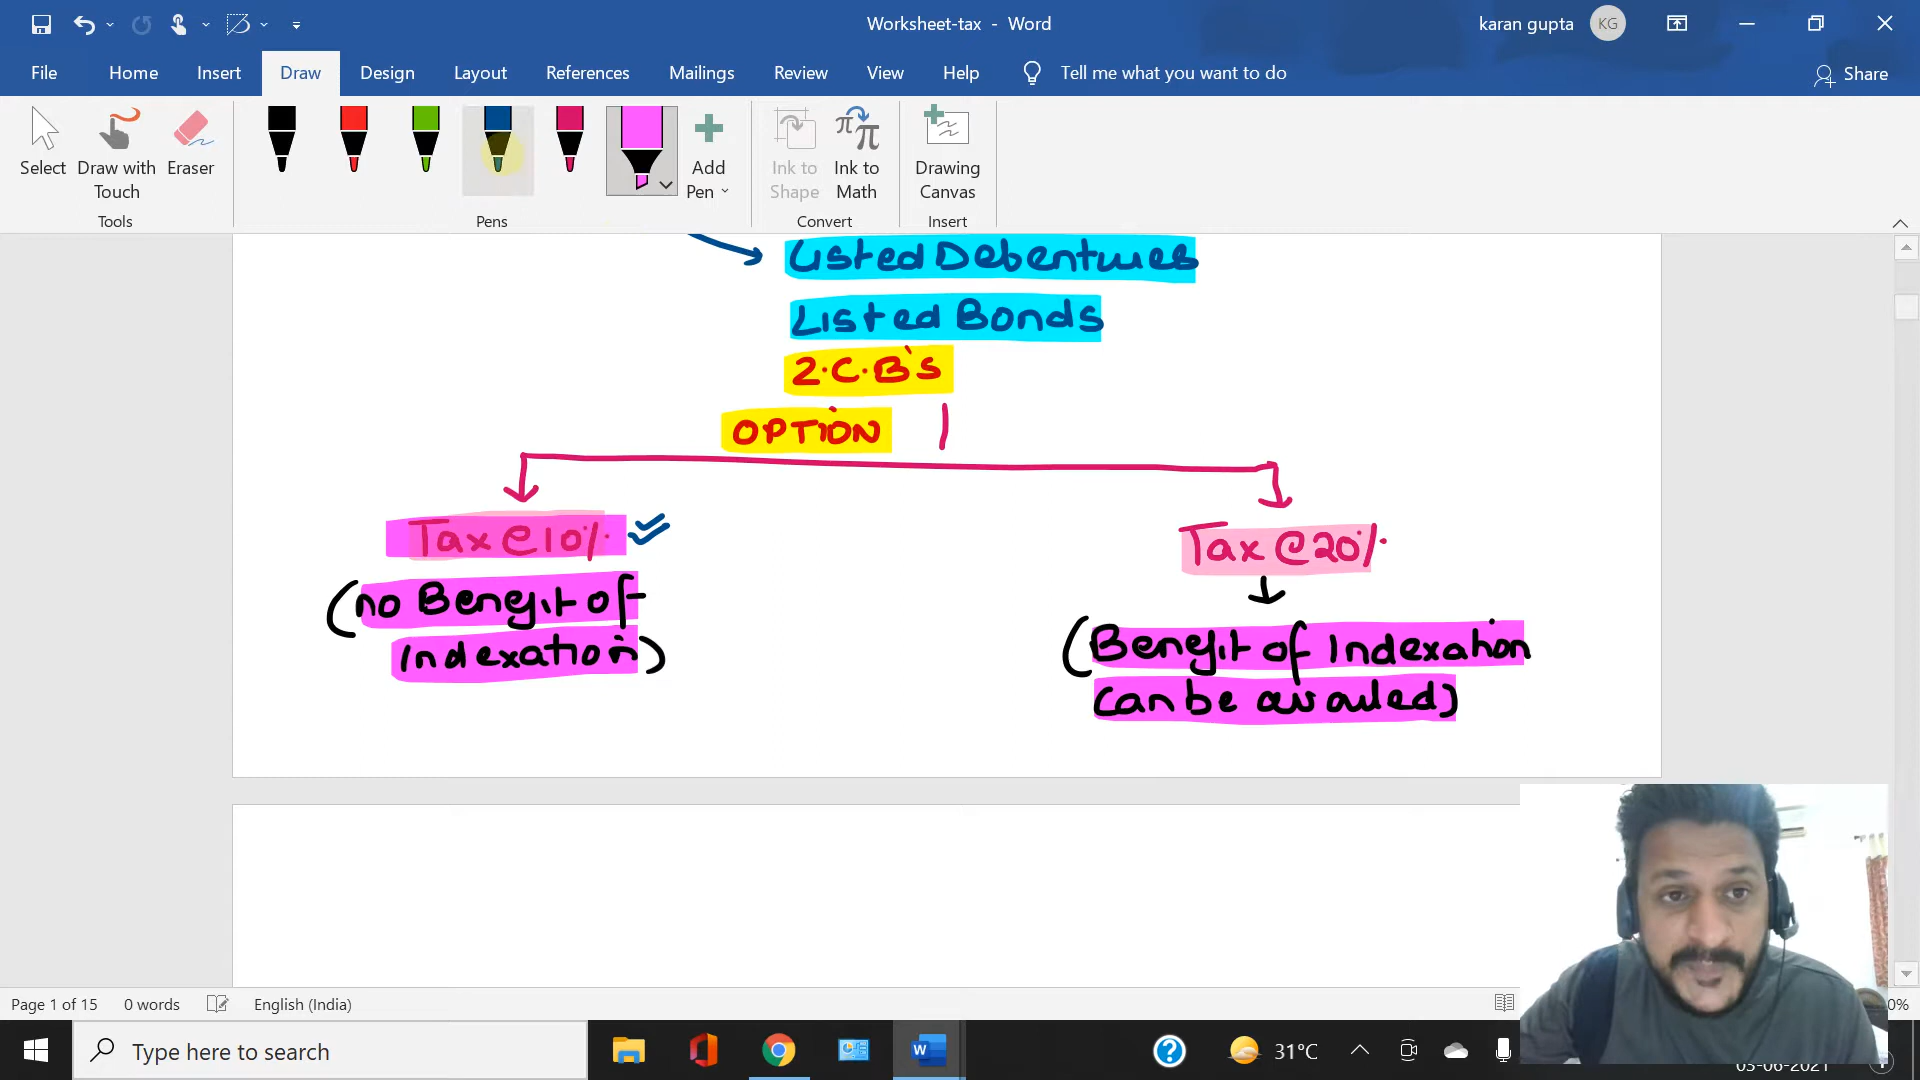 Worksheet-tax - Word
karan gupta
KG
File
Home
Insert
Draw
Design
Layout
References
Mailings
Review
View
Help
Tell me what you want to do
Share
Select
Draw with
Touch
Eraser
Add
Pen
Ink to
Shape
Ink to
Math
Drawing
Canvas
Tools
Pens
Convert
Insert
Listed Debentures
Listed Bonds
Z.C.B's
OPTION
Tax@10%
(no Benefit of
Indexation)
Tax@20%
(Benefit of Indexation
can be availed)
Page 1 of 15
0 words
English (India)
0%
Type here to search
31°C
03-06-2021